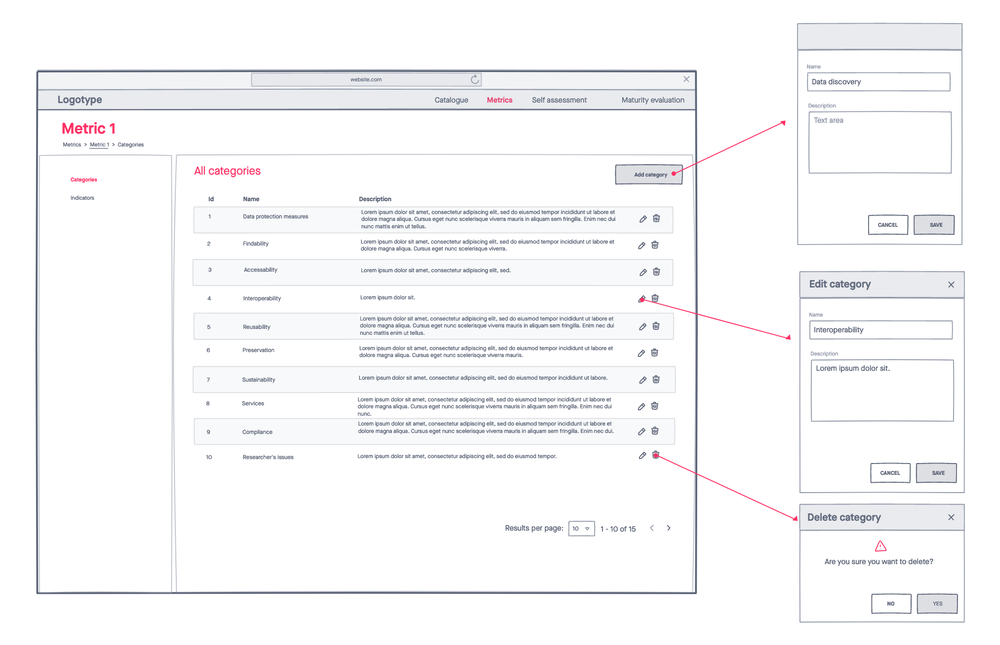 website.com
Logotype
Catalogue
Metrics
Self assessment
Maturity evaluation
Metric 1
Metrics > Metric 1 > Categories
Categories
Indicators
All categories
Add category
Id Name Description
1 Data protection measures
Lorem ipsum dolor sit amet, consectetur adipiscing elit, sed do eiusmod tempor incididunt ut labore et
dolore magna aliqua. Cursus eget nunc scelerisque viverra mauris in aliquam sem fringilla. Enim nec dui
nunc mattis enim ut tellus.
2 Findability
Lorem ipsum dolor sit amet, consectetur adipiscing elit, sed do eiusmod tempor incididunt ut labore et
dolore magna aliqua. Cursus eget nunc scelerisque viverra.
3 Accessability
Lorem ipsum dolor sit amet, consectetur adipiscing elit, sed.
4 Interoperability
Lorem ipsum dolor sit.
5 Reusability
Lorem ipsum dolor sit amet, consectetur adipiscing elit, sed do eiusmod tempor incididunt ut labore et
dolore magna aliqua. Cursus eget nunc scelerisque viverra mauris in aliquam sem fringilla. Enim nec dui
nunc mattis enim ut tellus.
6 Preservation
Lorem ipsum dolor sit amet, consectetur adipiscing elit, sed do eiusmod tempor incididunt ut labore et
dolore magna aliqua. Cursus eget nunc scelerisque viverra mauris.
7 Sustainability
Lorem ipsum dolor sit amet, consectetur adipiscing elit, sed do eiusmod tempor incididunt ut labore.
8 Services
Lorem ipsum dolor sit amet, consectetur adipiscing elit, sed do eiusmod tempor incididunt ut labore et
dolore magna aliqua. Cursus eget nunc scelerisque viverra mauris in aliquam sem fringilla. Enim nec dui
nunc.
9 Compliance
Lorem ipsum dolor sit amet, consectetur adipiscing elit, sed do eiusmod tempor incididunt ut labore et
dolore magna aliqua. Cursus eget nunc scelerisque viverra mauris in aliquam sem fringilla. Enim nec dui.
10 Researcher's issues
Lorem ipsum dolor sit amet, consectetur adipiscing elit, sed do eiusmod tempor.
Results per page: 10 1 - 10 of 15
Name
Data discovery
Description
Text area
CANCEL SAVE
Edit category
Name
Interoperability
Description
Lorem ipsum dolor sit.
CANCEL SAVE
Delete category
Are you sure you want to delete?
NO YES